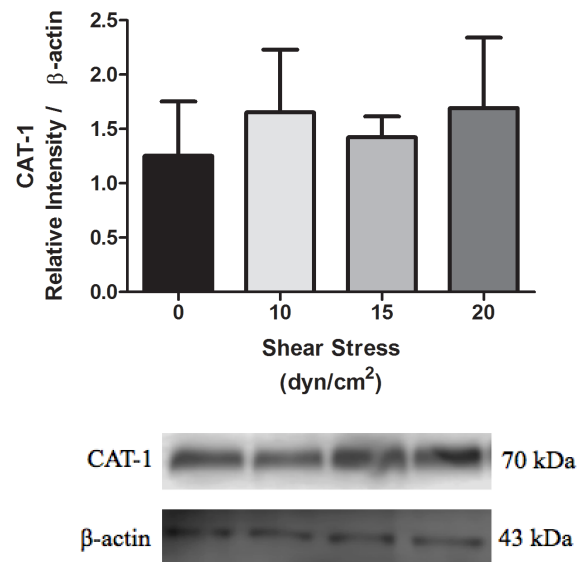 2.5
2.0
1.5
1.0
0.5
0.0
CAT-1
Relative Intensity / β-actin
0 10 15 20
Shear Stress
(dyn/cm²)
CAT-1 70 kDa
β-actin 43 kDa